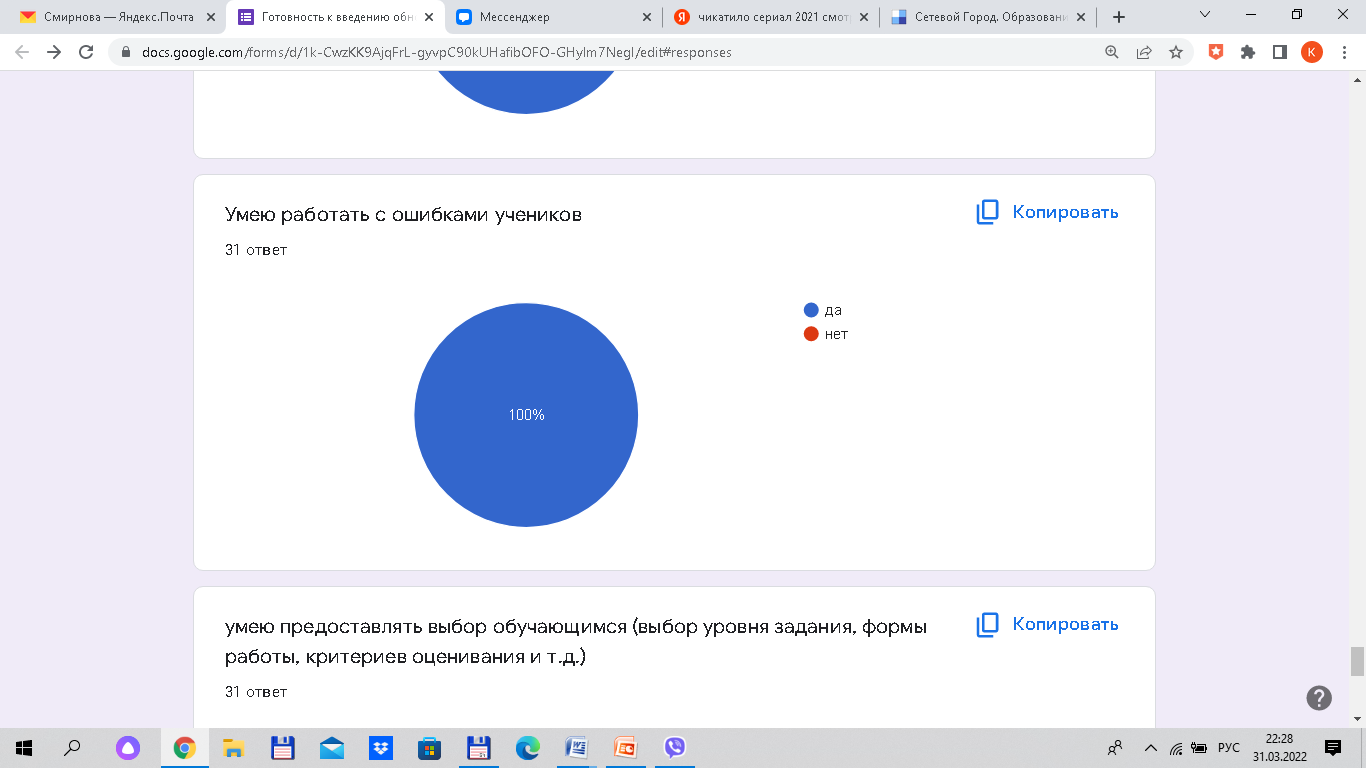 Смирнова — Яндекс.Почта
Готовность к введению обн
Мессенджер
чикатило сериал 2021 смот
Сетевой Город. Образовани
docs.google.com/forms/d/1k-CwzKK9AjqFrL-gyvpC90kUHafibOFO-GHylm7NegI/edit#responses
К
Умею работать с ошибками учеников
Копировать
31 ответ
да
нет
100%
умею предоставлять выбор обучающимся (выбор уровня задания, формы
работы, критериев оценивания и т.д.)
Копировать
31 ответ
РУС
22:28
31.03.2022